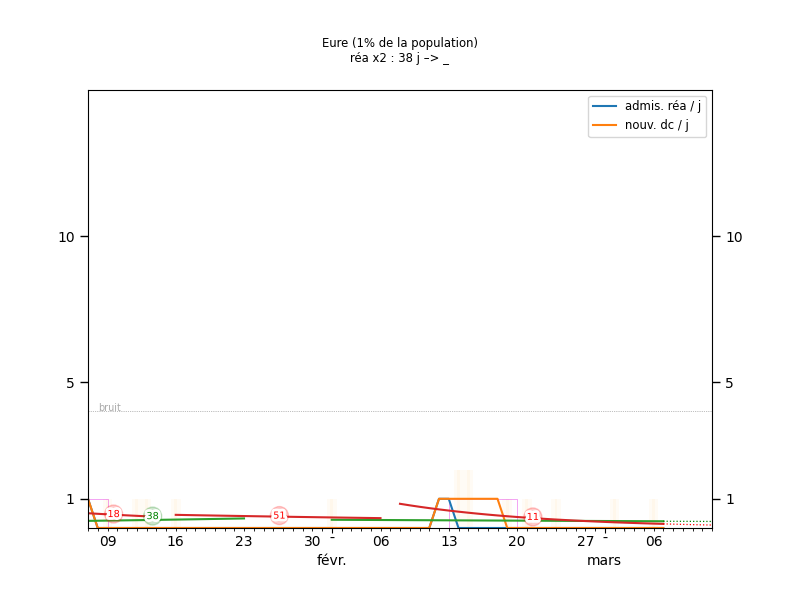 Eure (1% de la population)
réa x2 : 38 j –> _
admis. réa / j
nouv. dc / j
10 10
5 5
bruit
1 1
18 38 51 11
09 16 23 30 - 06 13 20 27 - 06
févr. mars